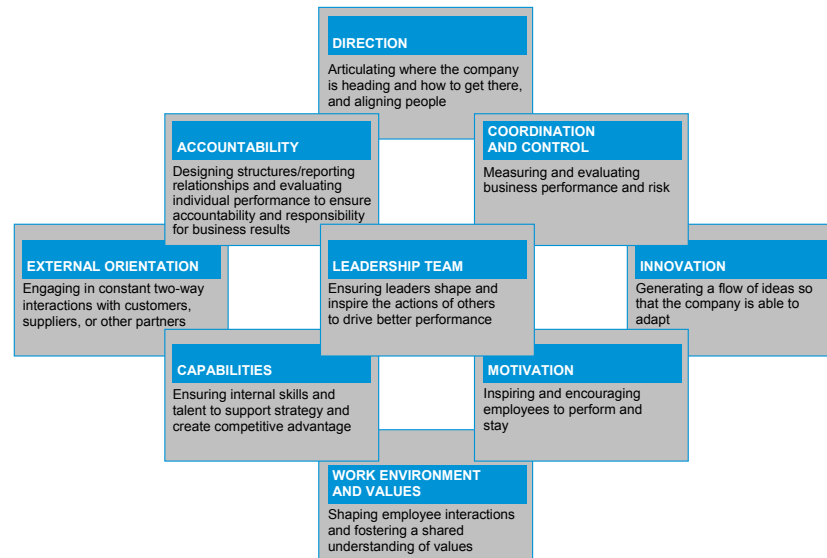 DIRECTION
Articulating where the company
is heading and how to get there,
and aligning people
ACCOUNTABILITY
Designing structures/reporting
relationships and evaluating
individual performance to ensure
accountability and responsibility
for business results
COORDINATION
AND CONTROL
Measuring and evaluating
business performance and risk
EXTERNAL ORIENTATION
Engaging in constant two-way
interactions with customers,
suppliers, or other partners
LEADERSHIP TEAM
Ensuring leaders shape and
inspire the actions of others
to drive better performance
INNOVATION
Generating a flow of ideas so
that the company is able to
adapt
CAPABILITIES
Ensuring internal skills and
talent to support strategy and
create competitive advantage
MOTIVATION
Inspiring and encouraging
employees to perform and
stay
WORK ENVIRONMENT
AND VALUES
Shaping employee interactions
and fostering a shared
understanding of values